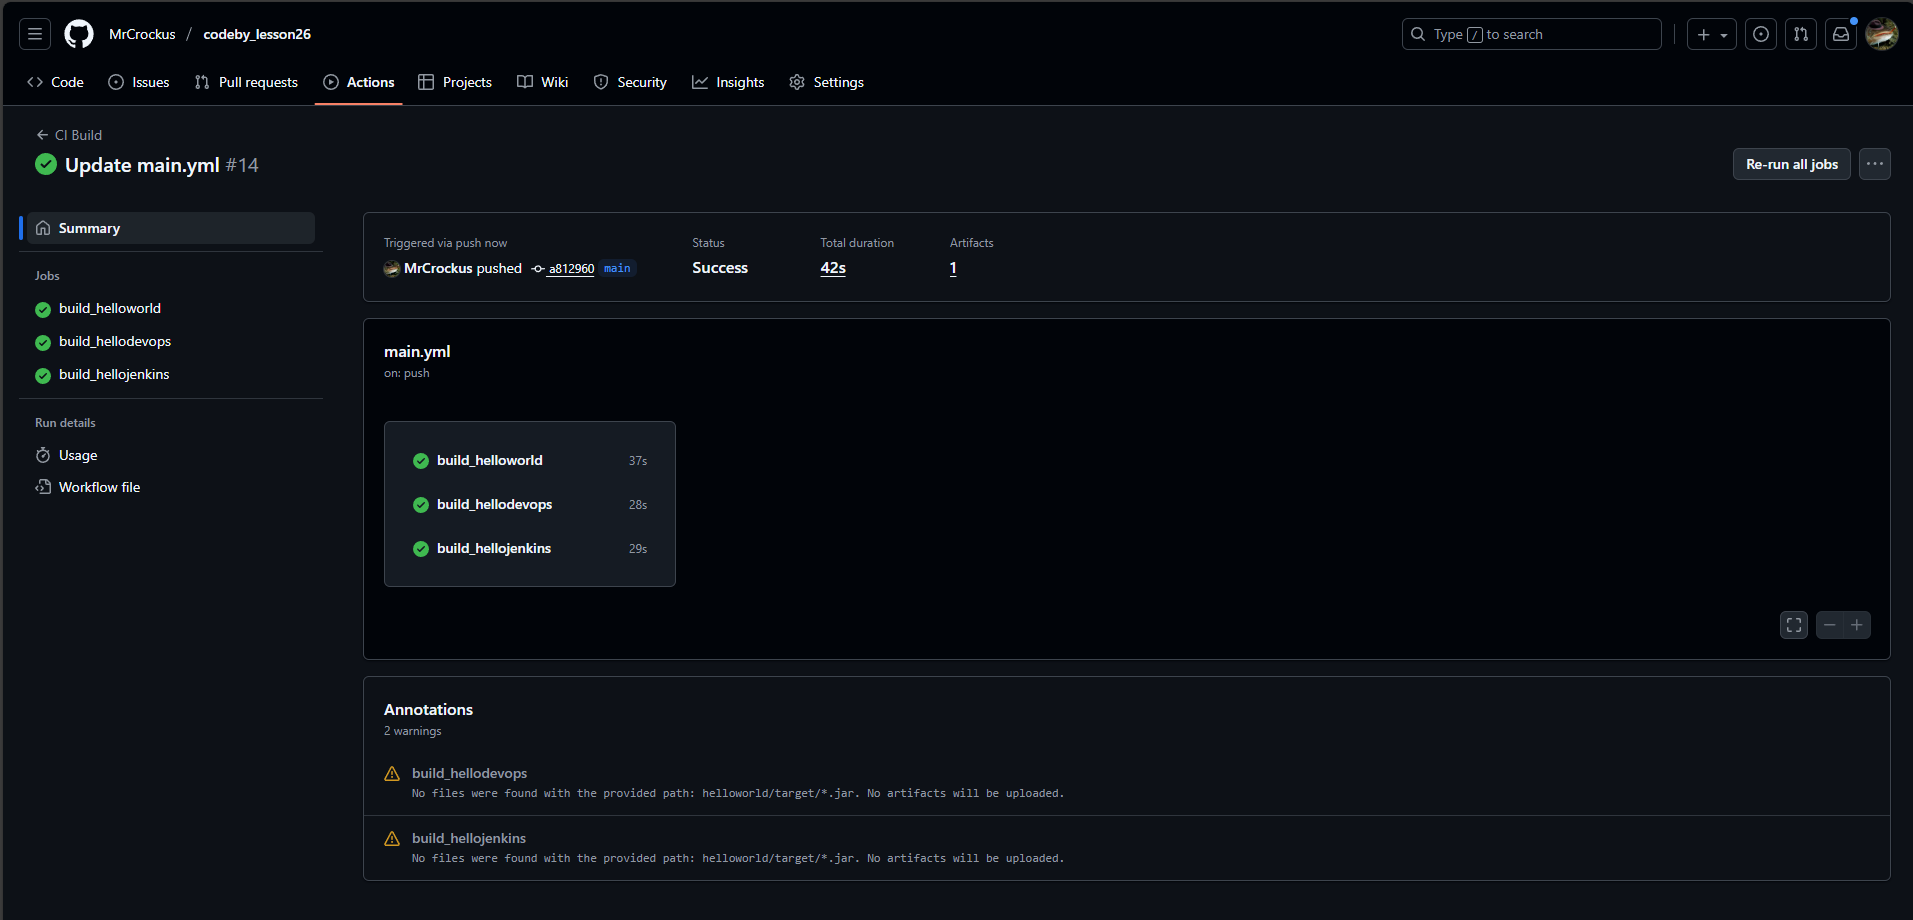 MrCrockus / codeby_lesson26
Type / to search
Code Issues Pull requests Actions Projects Wiki Security Insights Settings
CI Build
Update main.yml #14
Re-run all jobs
Summary
Jobs
build_helloworld
build_hellodevops
build_hellojenkins
Run details
Usage
Workflow file
Triggered via push now
MrCrockus pushed a812960 main
Status
Success
Total duration
42s
Artifacts
1
main.yml
on: push
build_helloworld 37s
build_hellodevops 28s
build_hellojenkins 29s
Annotations
2 warnings
build_hellodevops
No files were found with the provided path: helloworld/target/*.jar. No artifacts will be uploaded.
build_hellojenkins
No files were found with the provided path: helloworld/target/*.jar. No artifacts will be uploaded.